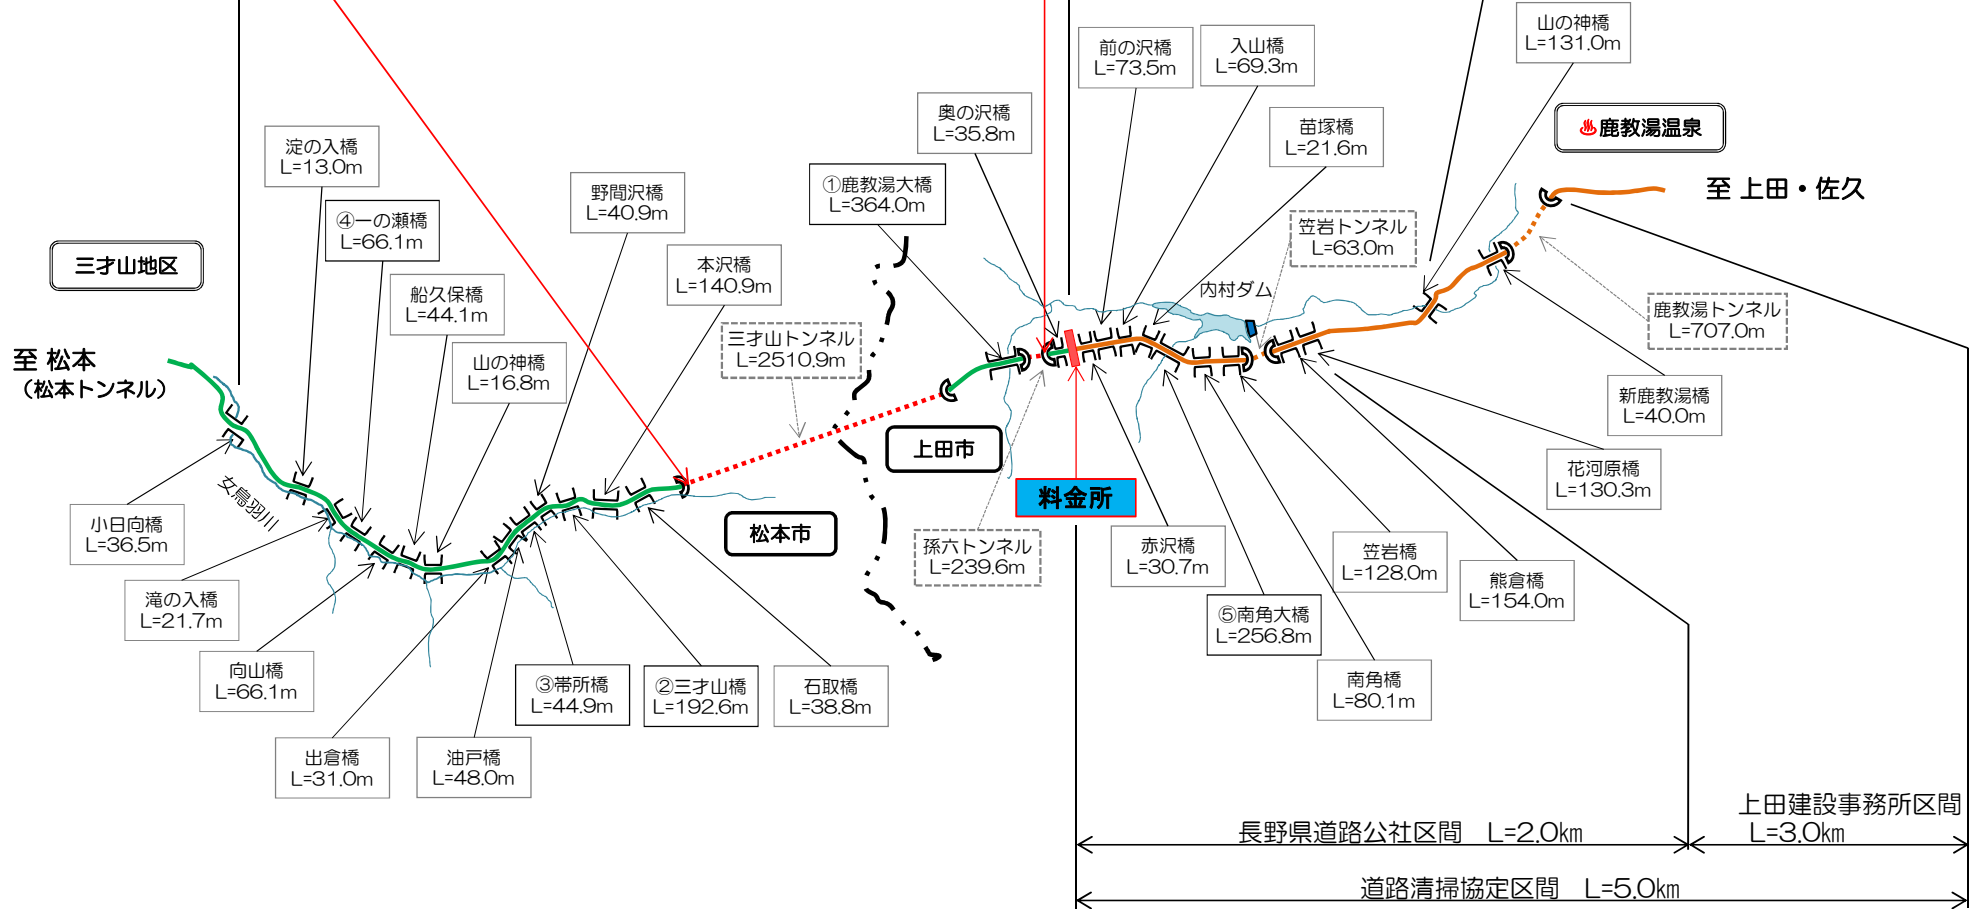 山の神橋
L=131.0m
前の沢橋
L=73.5m
入山橋
L=69.3m
奥の沢橋
L=35.8m
苗塚橋
L=21.6m
♨鹿教湯温泉
淀の入橋
L=13.0m
野間沢橋
L=40.9m
①鹿教湯大橋
L=364.0m
至 上田・佐久
④一の瀬橋
L=66.1m
笠岩トンネル
L=63.0m
三才山地区
本沢橋
L=140.9m
船久保橋
L=44.1m
内村ダム
鹿教湯トンネル
L=707.0m
三才山トンネル
L=2510.9m
至 松本
(松本トンネル)
山の神橋
L=16.8m
新鹿教湯橋
L=40.0m
上田市
花河原橋
L=130.3m
女鳥羽川
料金所
小日向橋
L=36.5m
松本市
孫六トンネル
L=239.6m
赤沢橋
L=30.7m
笠岩橋
L=128.0m
熊倉橋
L=154.0m
滝の入橋
L=21.7m
⑤南角大橋
L=256.8m
向山橋
L=66.1m
③帯所橋
L=44.9m
②三才山橋
L=192.6m
石取橋
L=38.8m
南角橋
L=80.1m
出倉橋
L=31.0m
油戸橋
L=48.0m
上田建設事務所区間
L=3.0㎞
長野県道路公社区間 L=2.0㎞
道路清掃協定区間 L=5.0㎞